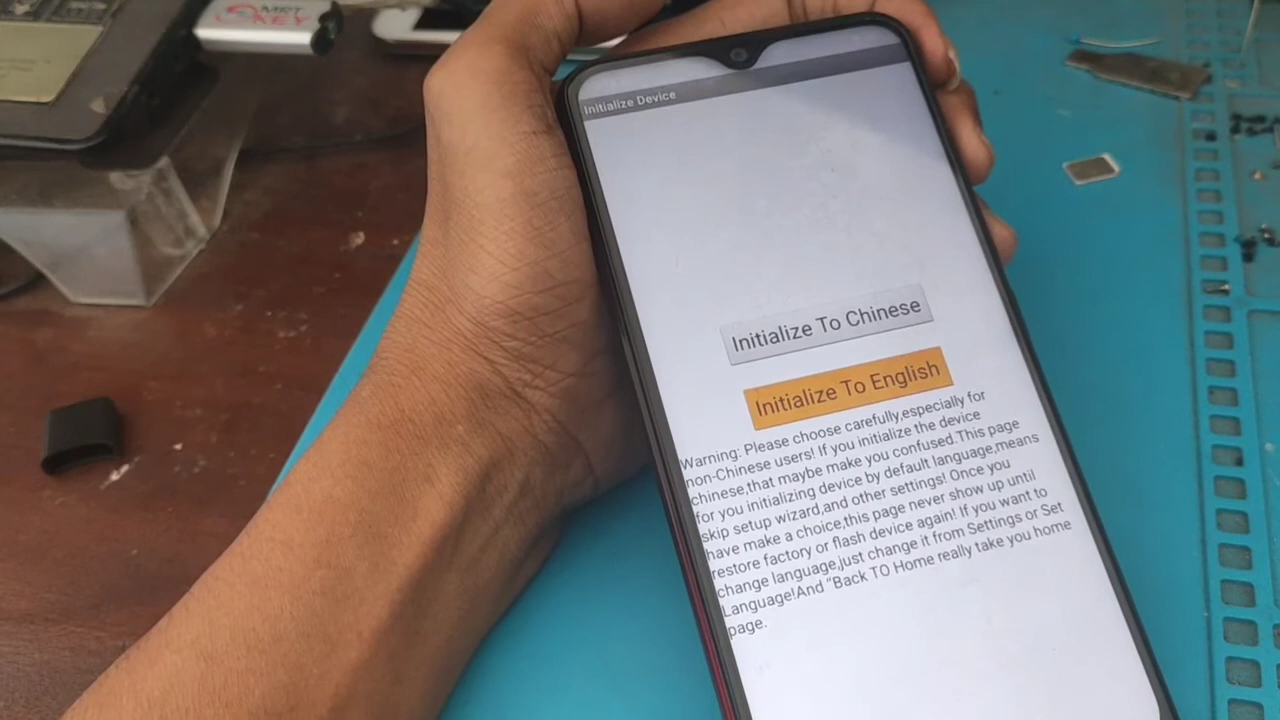 MRT
KEY
Initialize Device
Initialize To Chinese
Initialize To English
Warning: Please choose carefully,especially for
non-Chinese users! If you initialize the device
chinese,that maybe make you confused.This page
for you initializing device by default language,means
skip setup wizard,and other settings! Once you
have make a choice,this page never show up until
restore factory or flash device again! If you want to
change language,just change it from Settings or Set
Language!And "Back TO Home really take you home
page.